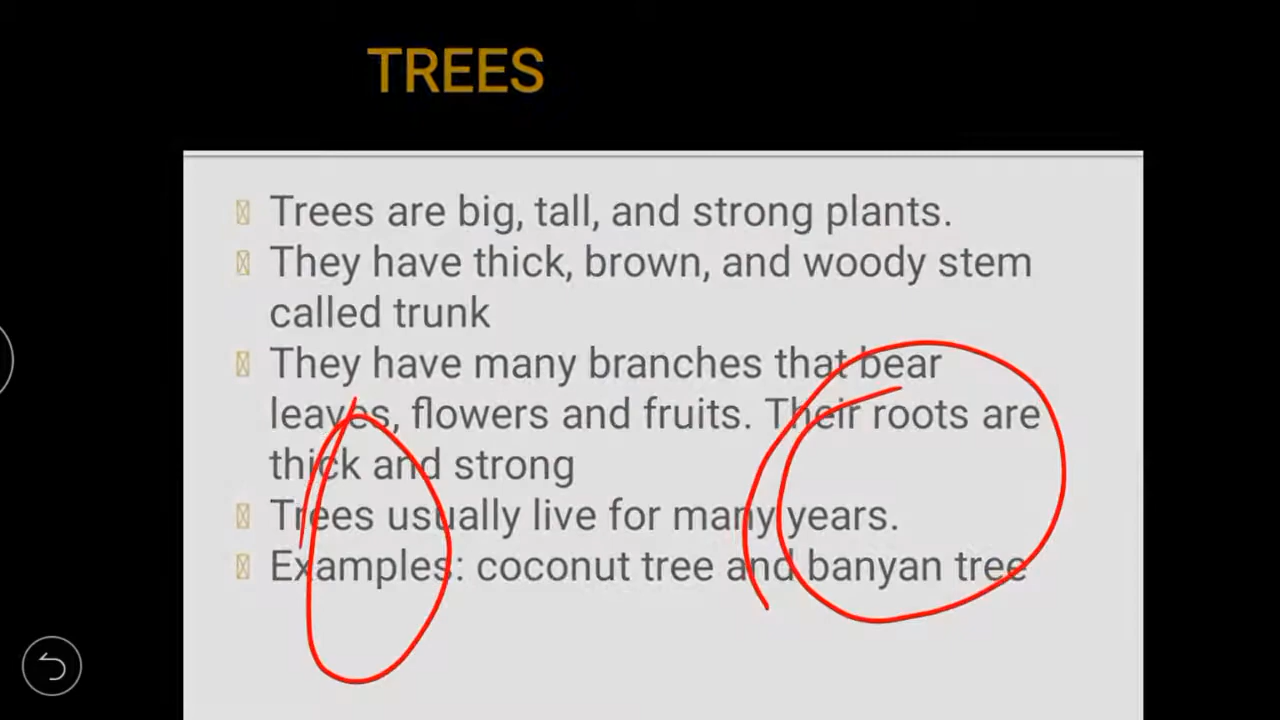 TREES
Trees are big, tall, and strong plants.
They have thick, brown, and woody stem
called trunk
They have many branches that bear
leaves, flowers and fruits. Their roots are
thick and strong
Trees usually live for many years.
Examples: coconut tree and banyan tree